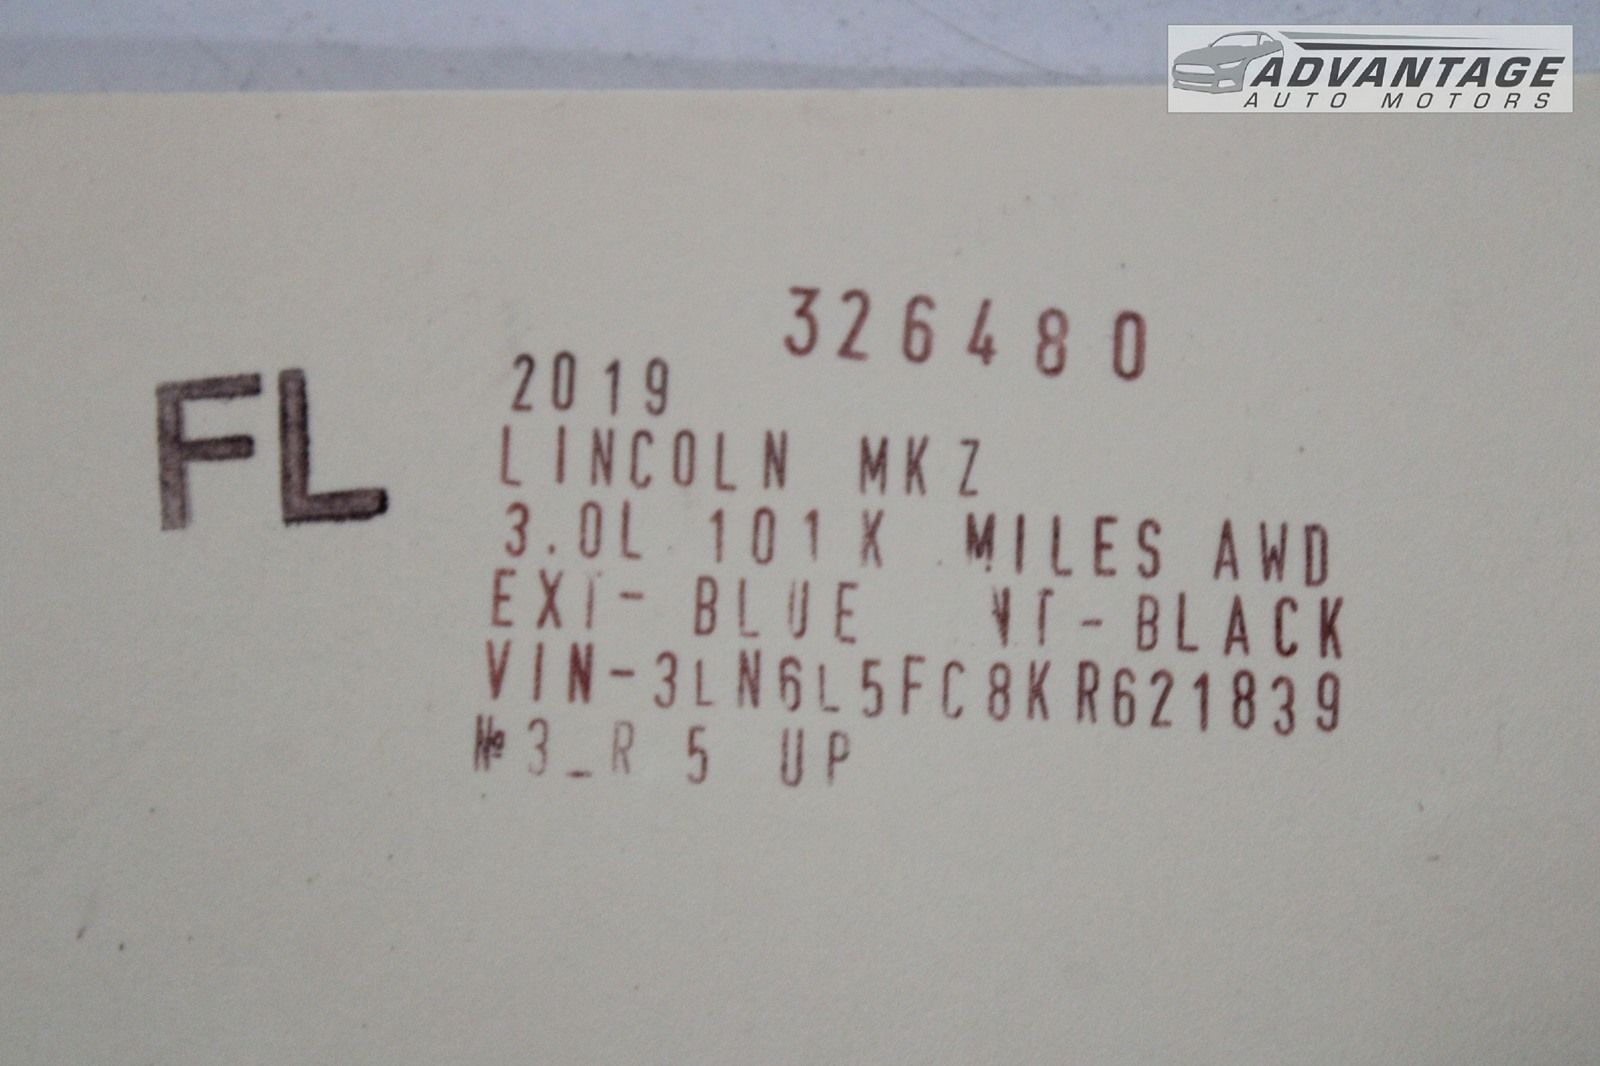 ADVANTAGE
AUTO MOTORS
326480
FL
2019
LINCOLN MKZ
3.0L 101K MILES AWD
EXT- BLUE INT-BLACK
VIN-3LN6L5FC8KR621839
№3_R 5 UP